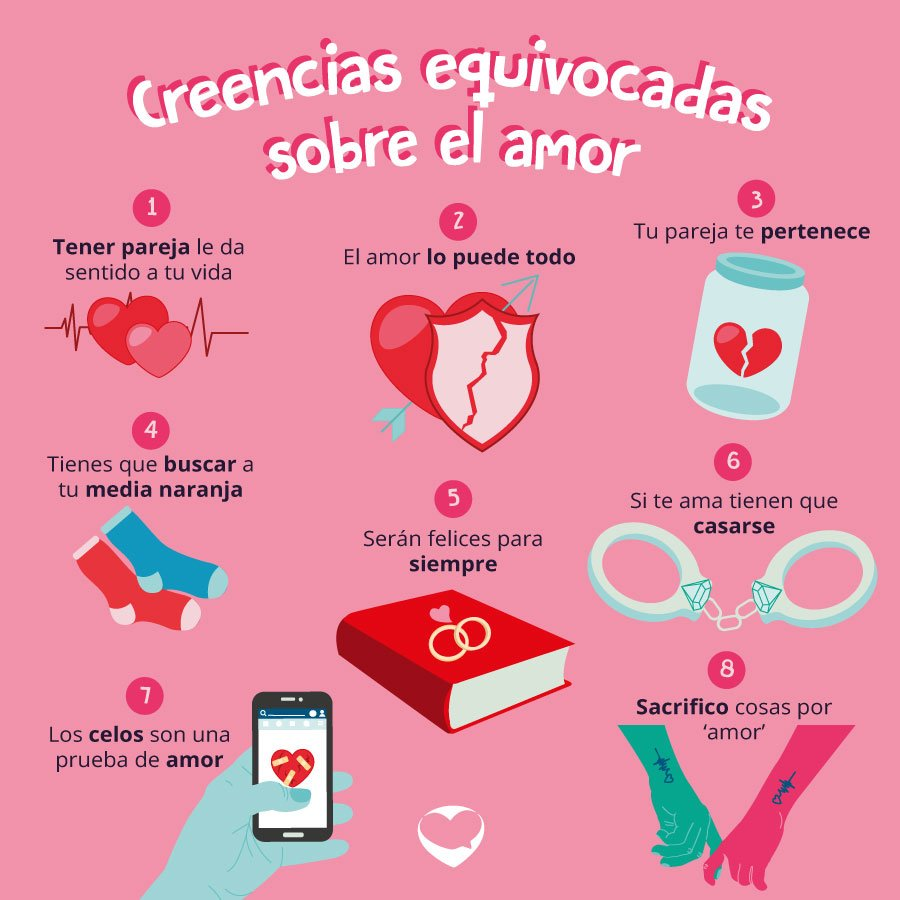 Creencias equivocadas
sobre el amor
1
Tener pareja le da
sentido a tu vida
2
El amor lo puede todo
3
Tu pareja te pertenece
4
Tienes que buscar a
tu media naranja
5
Serán felices para
siempre
6
Si te ama tienen que
casarse
7
Los celos son una
prueba de amor
8
Sacrifico cosas por
‘amor’